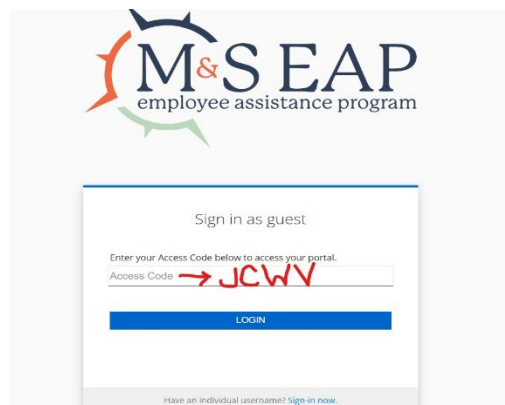 M&S EAP
employee assistance program
Sign in as guest
Enter your Access Code below to access your portal.
Access Code → JCWV
LOGIN
Have an individual username? Sign-in now.